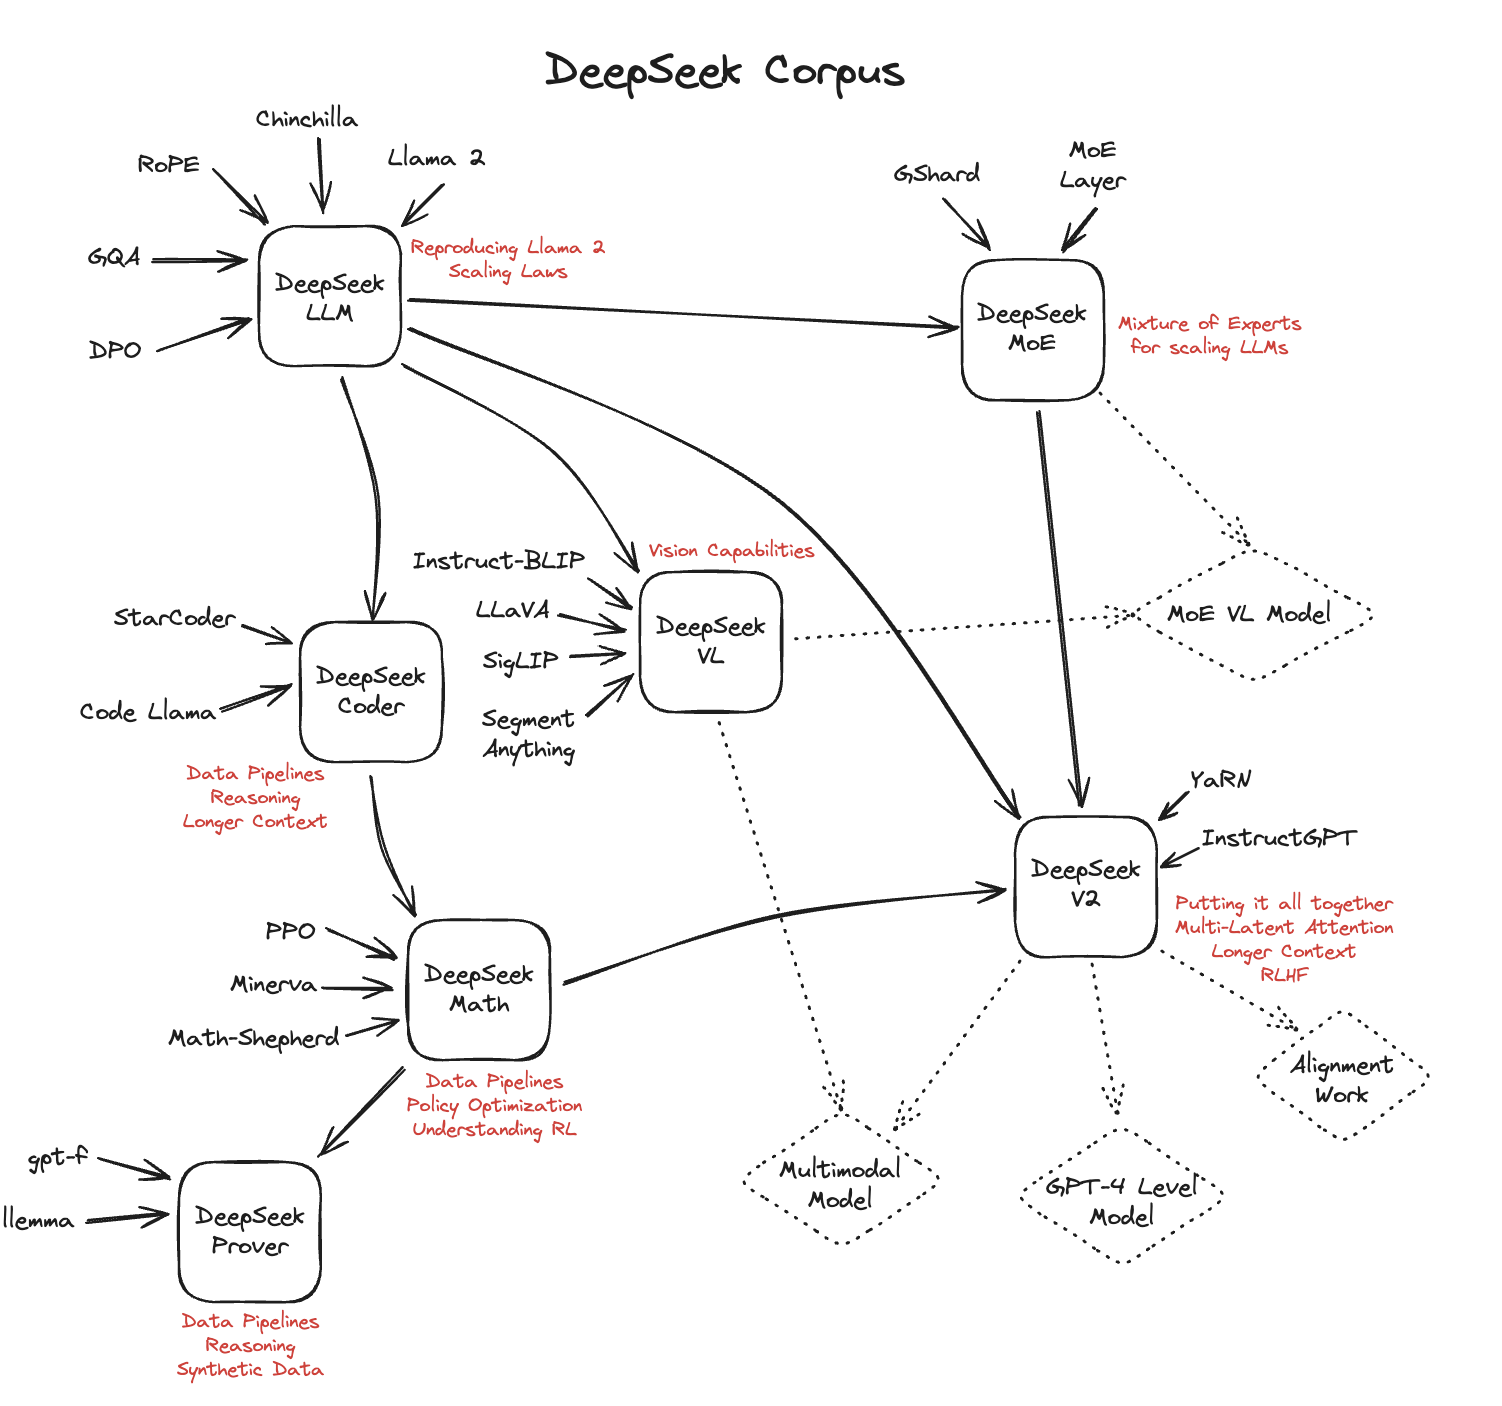 DeepSeek Corpus
Chinchilla
RoPE
Llama 2
GQA
DPO
DeepSeek
LLM
Reproducing Llama 2
Scaling Laws
GShard
MoE
Layer
DeepSeek
MoE
Mixture of Experts
for scaling LLMs
Instruct-BLIP
LLaVA
SigLIP
Segment
Anything
Vision Capabilities
DeepSeek
VL
MoE VL Model
StarCoder
Code Llama
DeepSeek
Coder
Data Pipelines
Reasoning
Longer Context
YaRN
InstructGPT
DeepSeek
V2
Putting it all together
Multi-Latent Attention
Longer Context
RLHF
PPO
Minerva
Math-Shepherd
DeepSeek
Math
Data Pipelines
Policy Optimization
Understanding RL
Alignment
Work
Multimodal
Model
GPT-4 Level
Model
gpt-f
llemma
DeepSeek
Prover
Data Pipelines
Reasoning
Synthetic Data